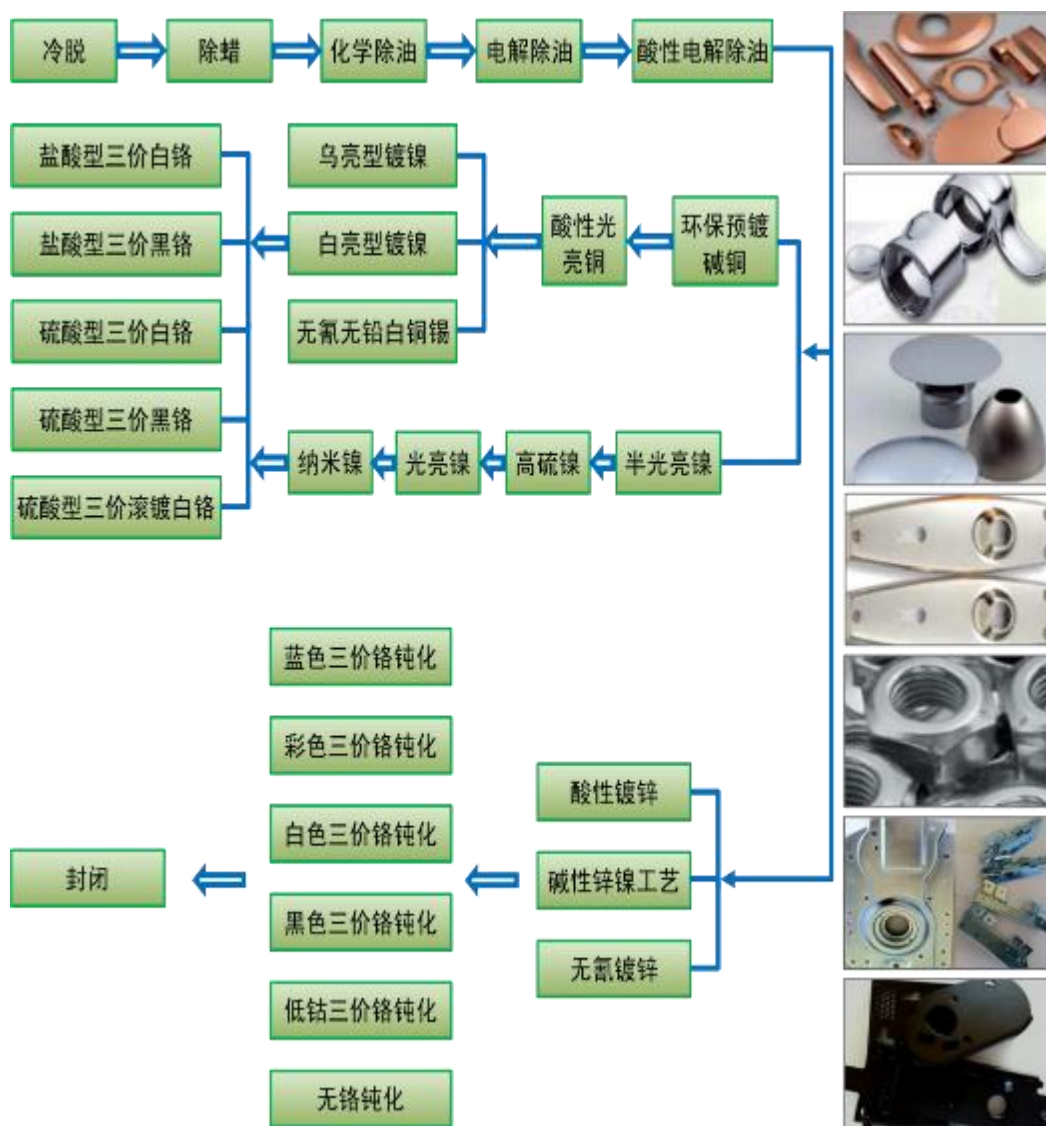 冷脱
除蜡
化学除油
电解除油
酸性电解除油
盐酸型三价白铬
乌亮型镀镍
盐酸型三价黑铬
白亮型镀镍
酸性光
亮铜
环保预镀
碱铜
硫酸型三价白铬
无氰无铅白铜锡
硫酸型三价黑铬
纳米镍
光亮镍
高硫镍
半光亮镍
硫酸型三价滚镀白铬
蓝色三价铬钝化
彩色三价铬钝化
酸性镀锌
白色三价铬钝化
封闭
碱性锌镍工艺
黑色三价铬钝化
无氰镀锌
低钴三价铬钝化
无铬钝化